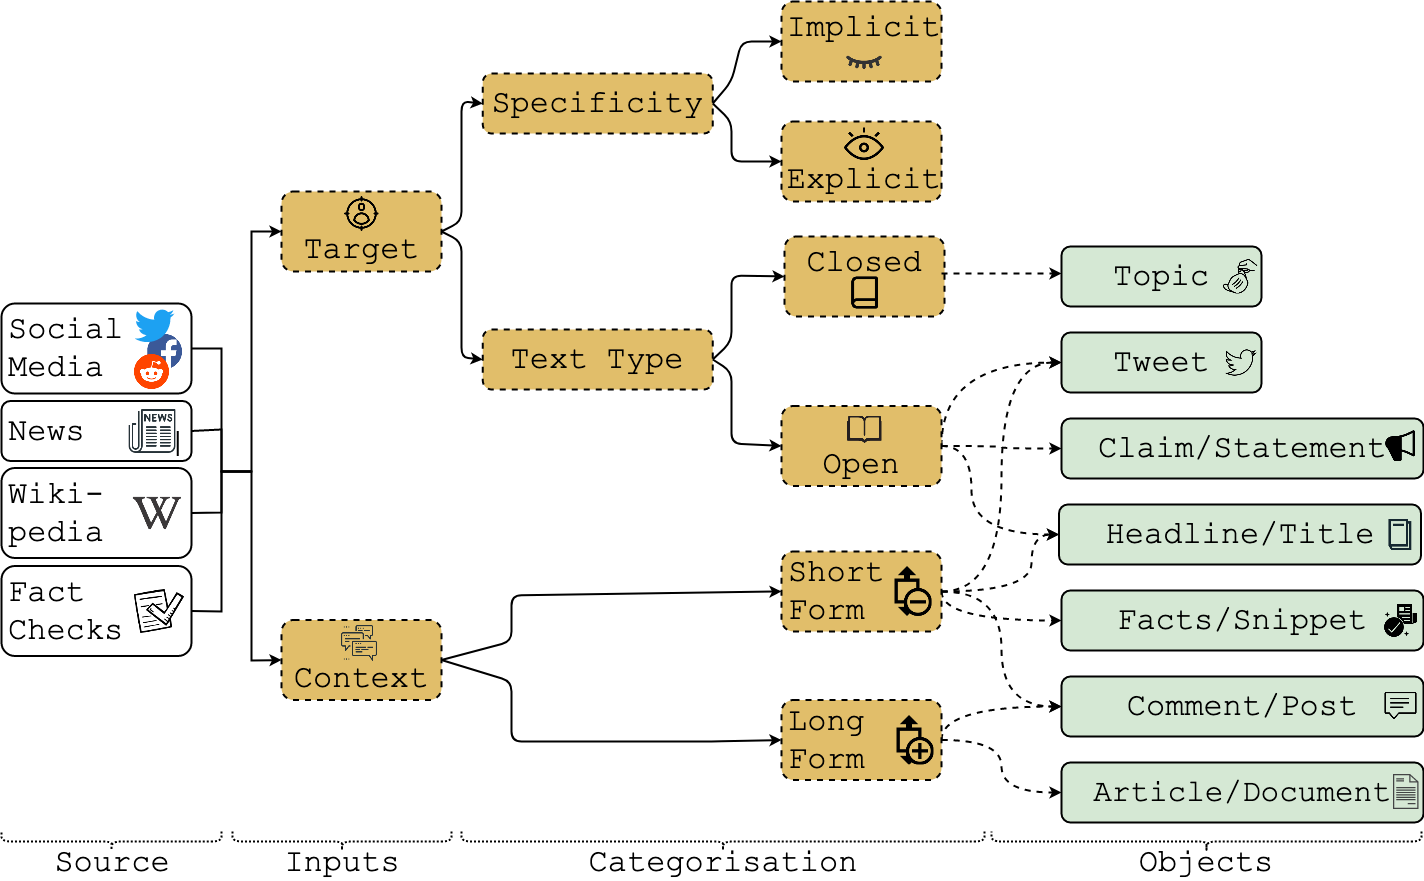 Social
Media
News
NEWS
Wiki-
pedia
W
Fact
Checks
Target
Context
Specificity
Text Type
Implicit
Explicit
Closed
Open
Short
Form
Long
Form
Topic
Tweet
Claim/Statement
Headline/Title
Facts/Snippet
Comment/Post
Article/Document
Source
Inputs
Categorisation
Objects